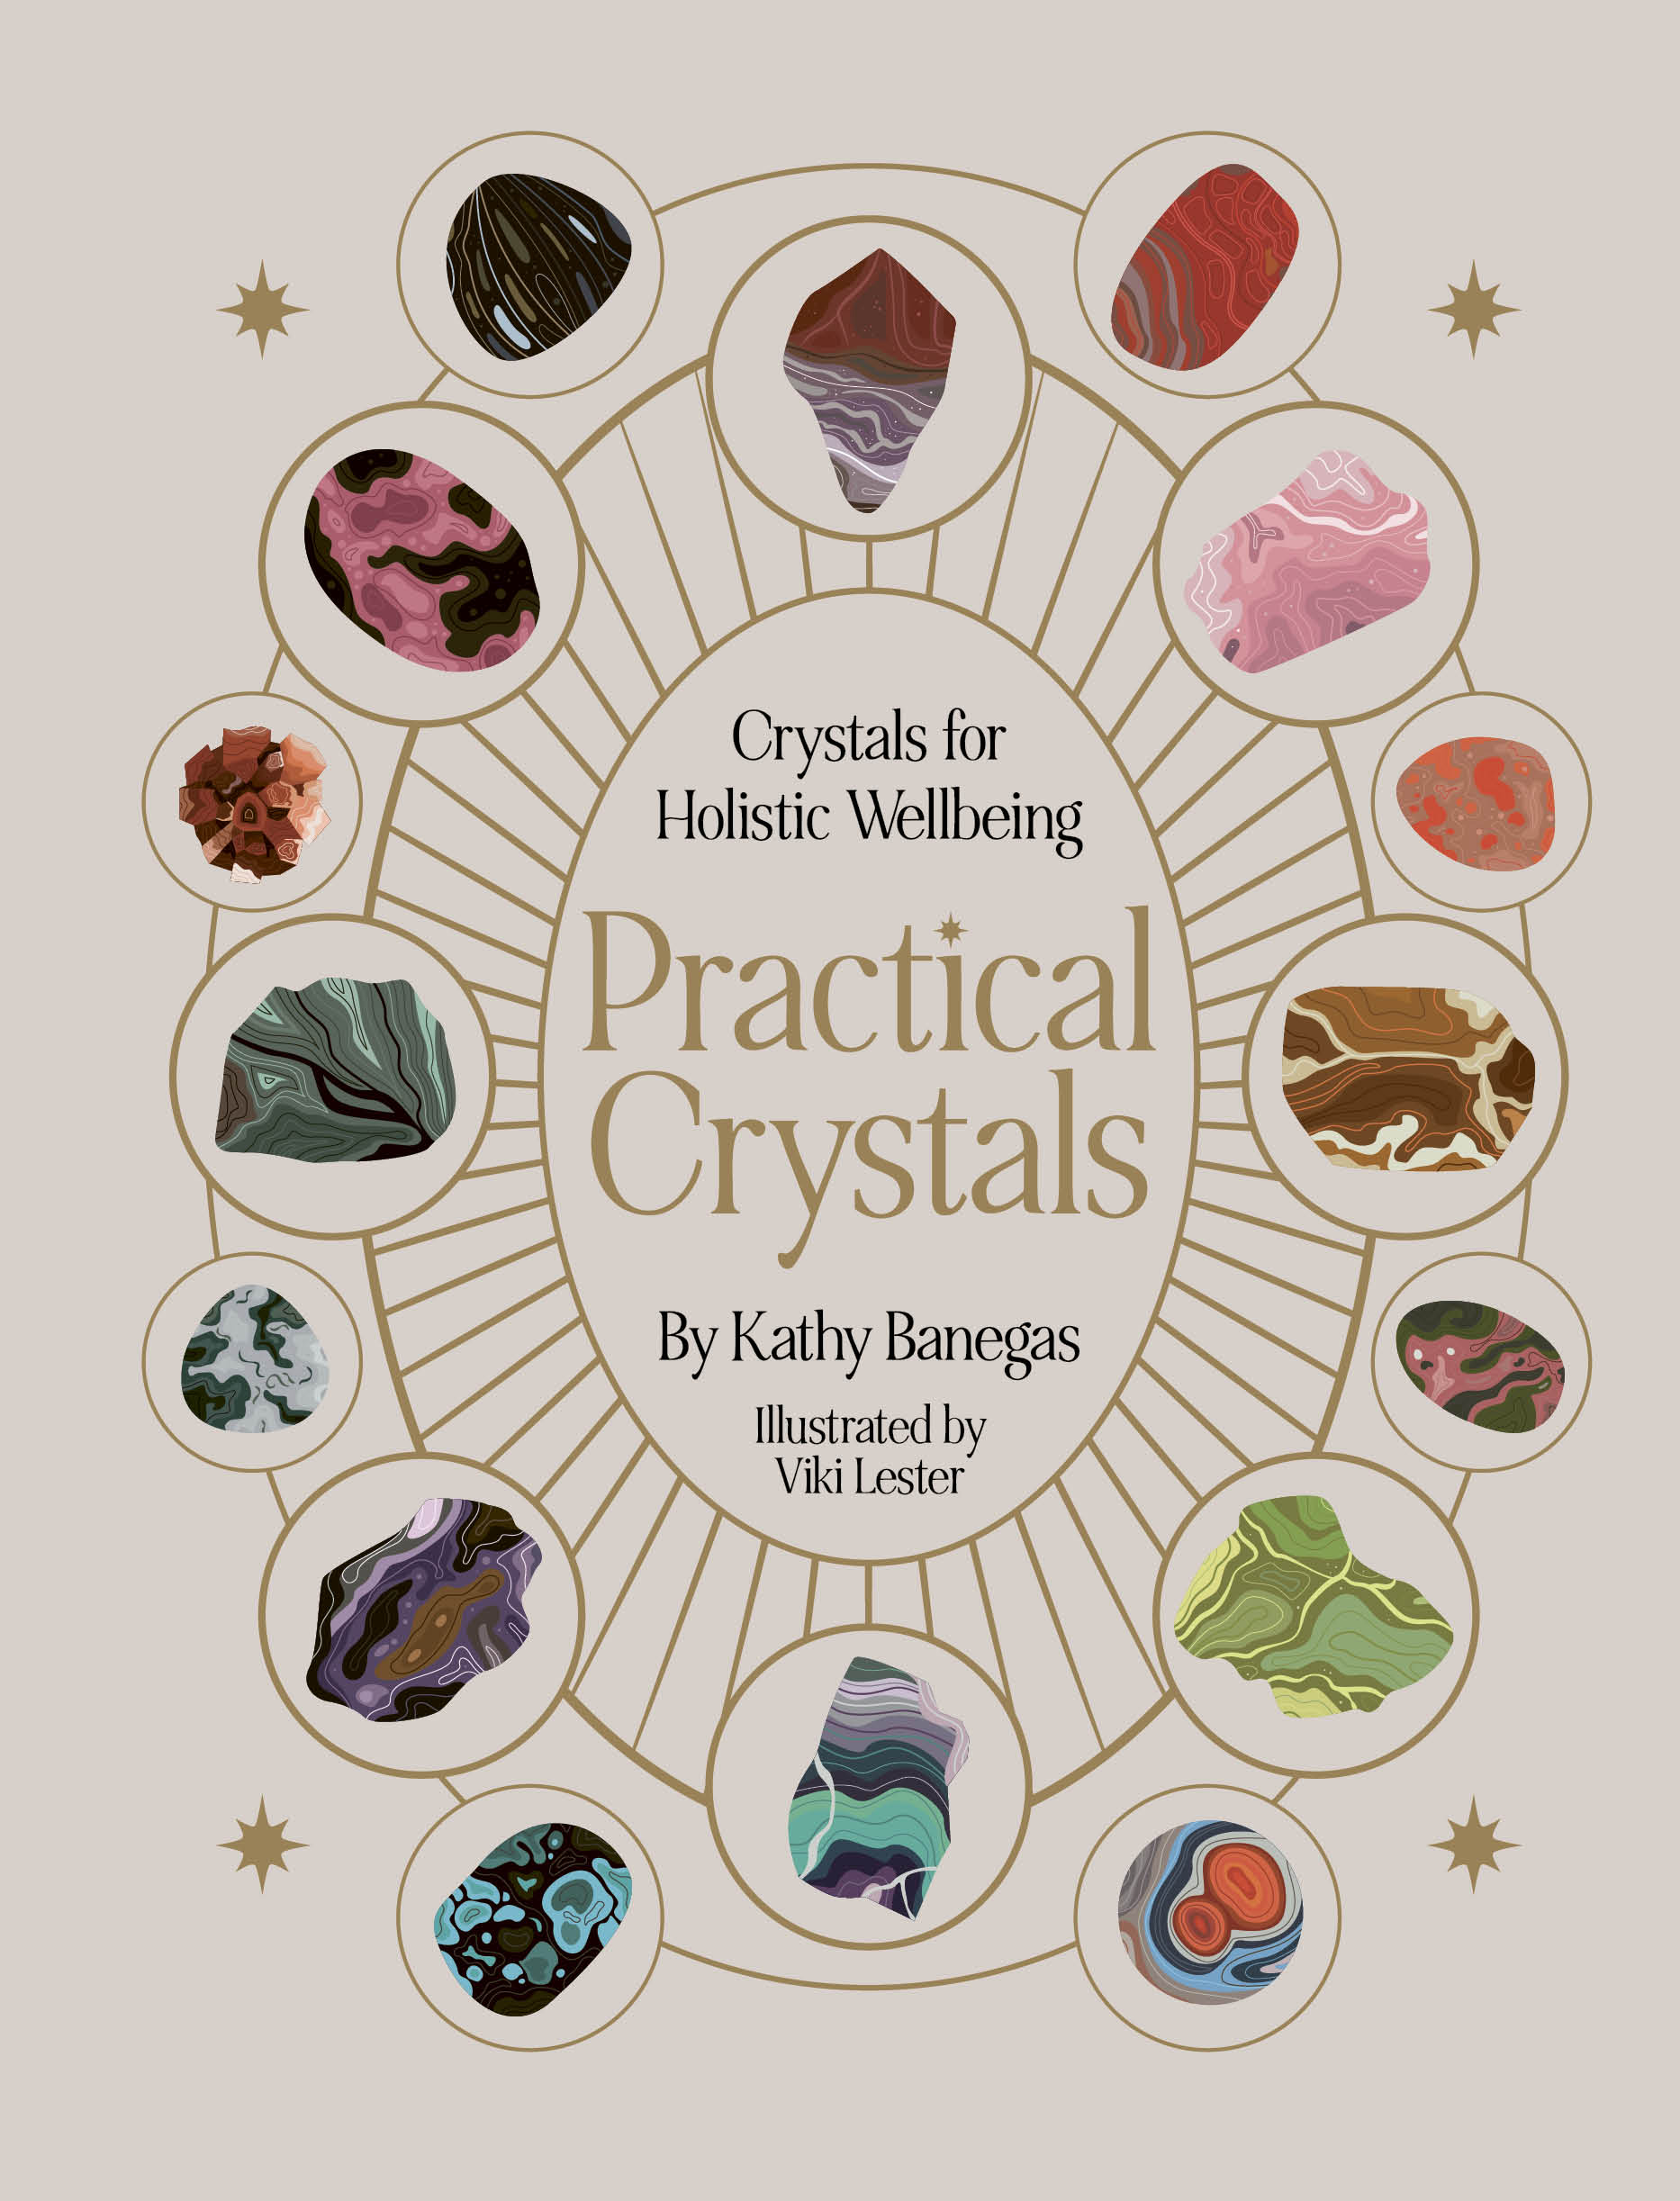 Crystals for
Holistic Wellbeing
Practical
Crystals
By Kathy Banegas
Illustrated by
Viki Lester